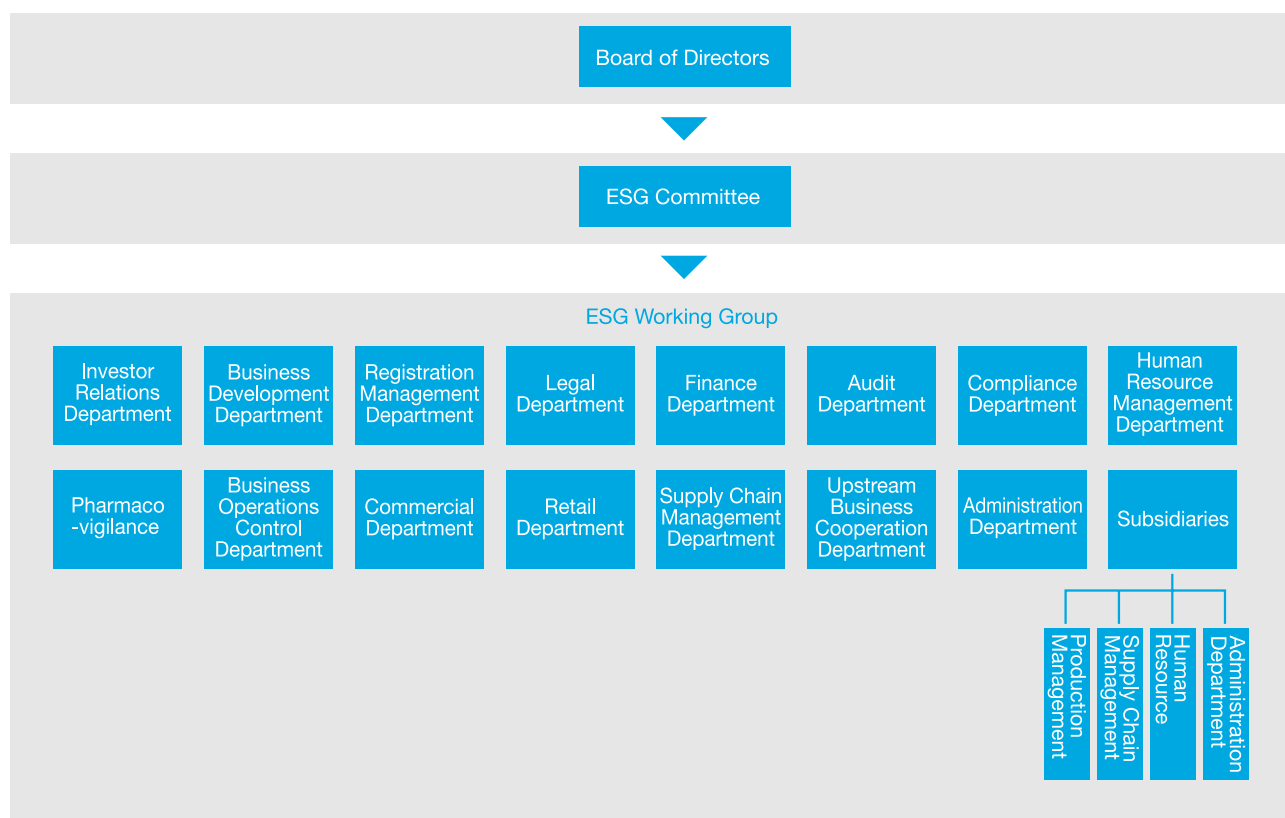 Board of Directors
ESG Committee
ESG Working Group
Investor
Relations
Department
Business
Development
Department
Registration
Management
Department
Legal
Department
Finance
Department
Audit
Department
Compliance
Department
Human
Resource
Management
Department
Pharmaco
-vigilance
Business
Operations
Control
Department
Commercial
Department
Retail
Department
Supply Chain
Management
Department
Upstream
Business
Cooperation
Department
Administration
Department
Subsidiaries
Production
Management
Supply Chain
Management
Human
Resource
Administration
Department